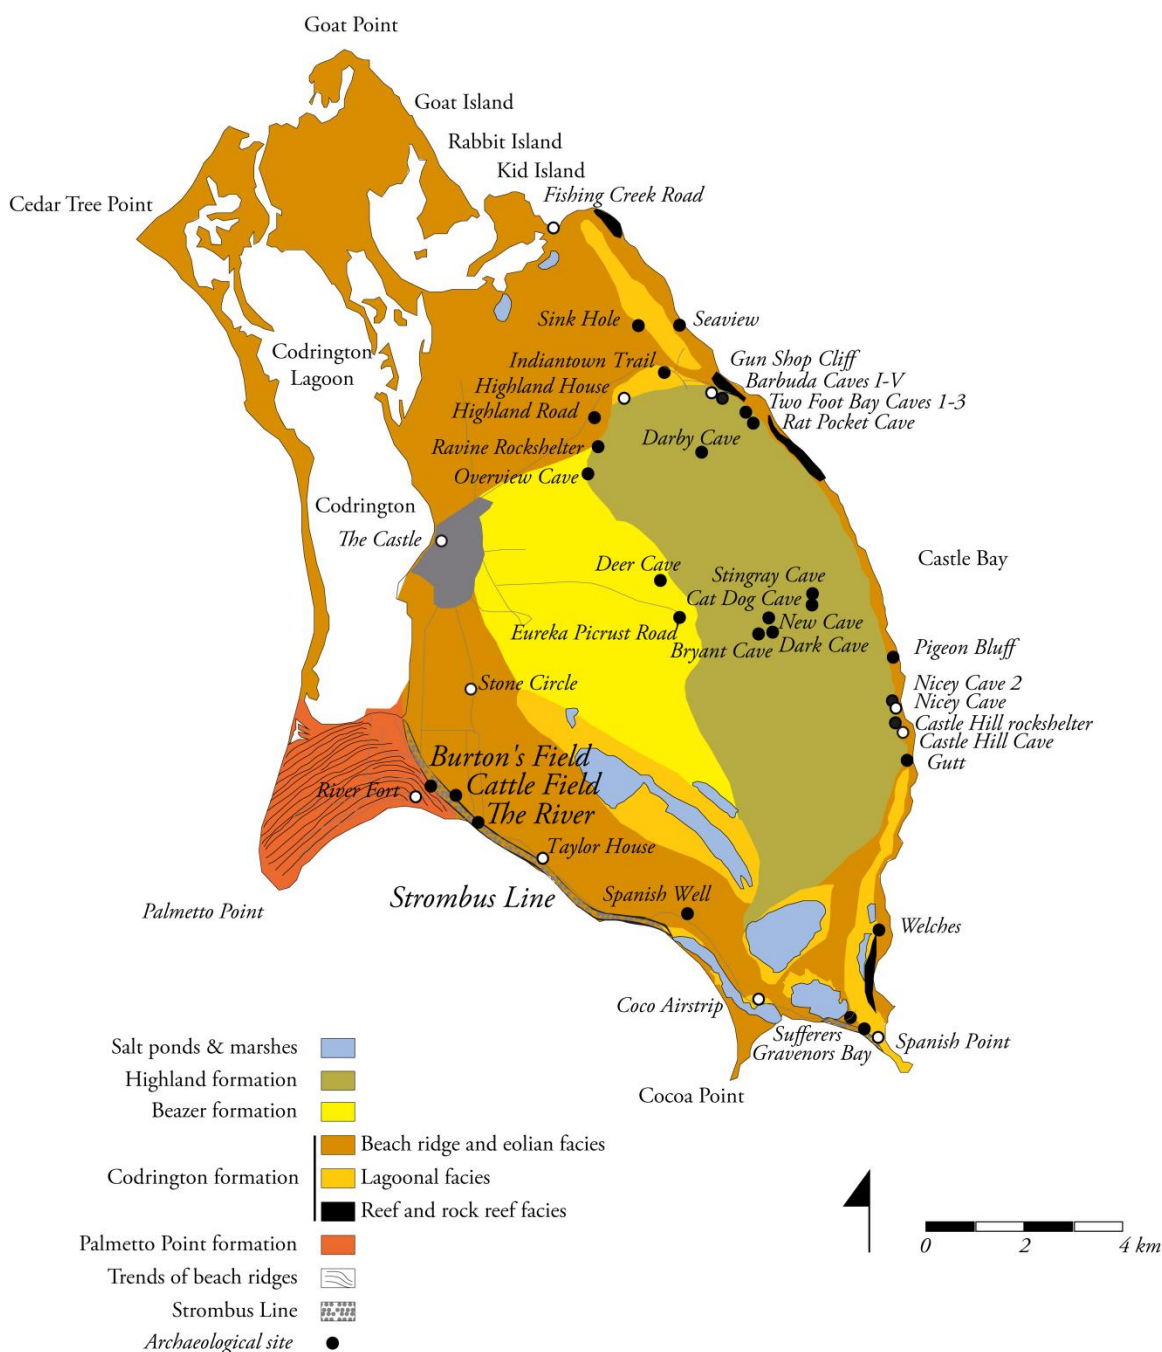 Goat Point
Goat Island
Rabbit Island
Kid Island
Fishing Creek Road
Cedar Tree Point
Sink Hole
Seaview
Codrington
Lagoon
Indiantown Trail
Gun Shop Cliff
Highland House
Barbuda Caves I-V
Highland Road
Two Foot Bay Caves 1-3
Rat Pocket Cave
Ravine Rockshelter
Darby Cave
Overview Cave
Codrington
The Castle
Castle Bay
Deer Cave
Stingray Cave
Cat Dog Cave
New Cave
Eureka Picrust Road
Dark Cave
Bryant Cave
Pigeon Bluff
Stone Circle
Nicey Cave 2
Nicey Cave
Castle Hill rockshelter
Castle Hill Cave
Gutt
Burton's Field
Cattle Field
River Fort
The River
Taylor House
Strombus Line
Spanish Well
Palmetto Point
Welches
Coco Airstrip
Sufferers
Gravenors Bay
Spanish Point
Cocoa Point
Salt ponds & marshes
Highland formation
Beazer formation
Beach ridge and eolian facies
Codrington formation
Lagoonal facies
Reef and rock reef facies
Palmetto Point formation
Trends of beach ridges
Strombus Line
Archaeological site
0 2 4 km